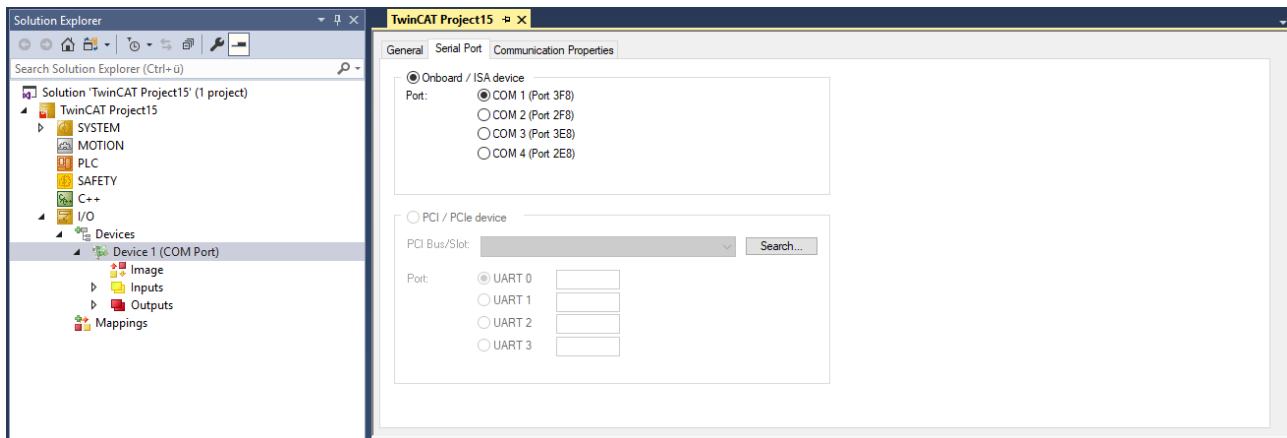 Solution Explorer
Search Solution Explorer (Ctrl+ü)
Solution 'TwinCAT Project15' (1 project)
TwinCAT Project15
SYSTEM
MOTION
PLC
SAFETY
C++
I/O
Devices
Device 1 (COM Port)
Image
Inputs
Outputs
Mappings
TwinCAT Project15
General Serial Port Communication Properties
Onboard / ISA device
Port: COM 1 (Port 3F8)
COM 2 (Port 2F8)
COM 3 (Port 3E8)
COM 4 (Port 2E8)
PCI / PCIe device
PCI Bus/Slot: Search...
Port: UART 0
UART 1
UART 2
UART 3